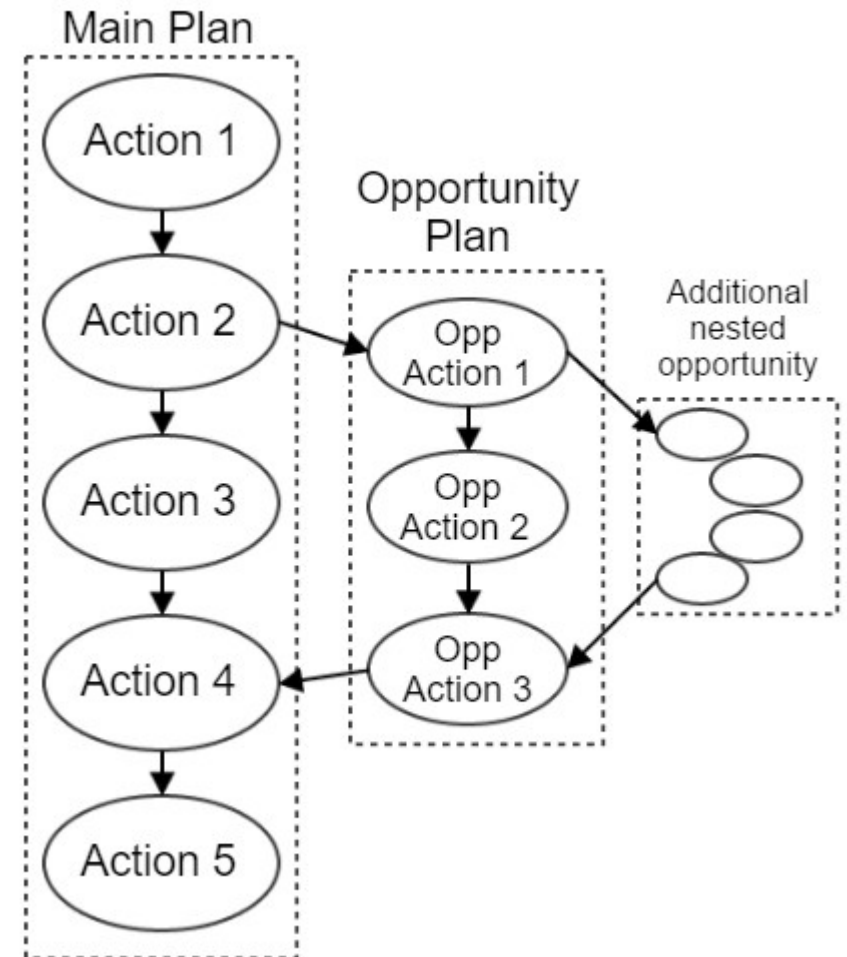 Main Plan
Action 1
Action 2
Action 3
Action 4
Action 5
Opportunity
Plan
Opp
Action 1
Opp
Action 2
Opp
Action 3
Additional
nested
opportunity